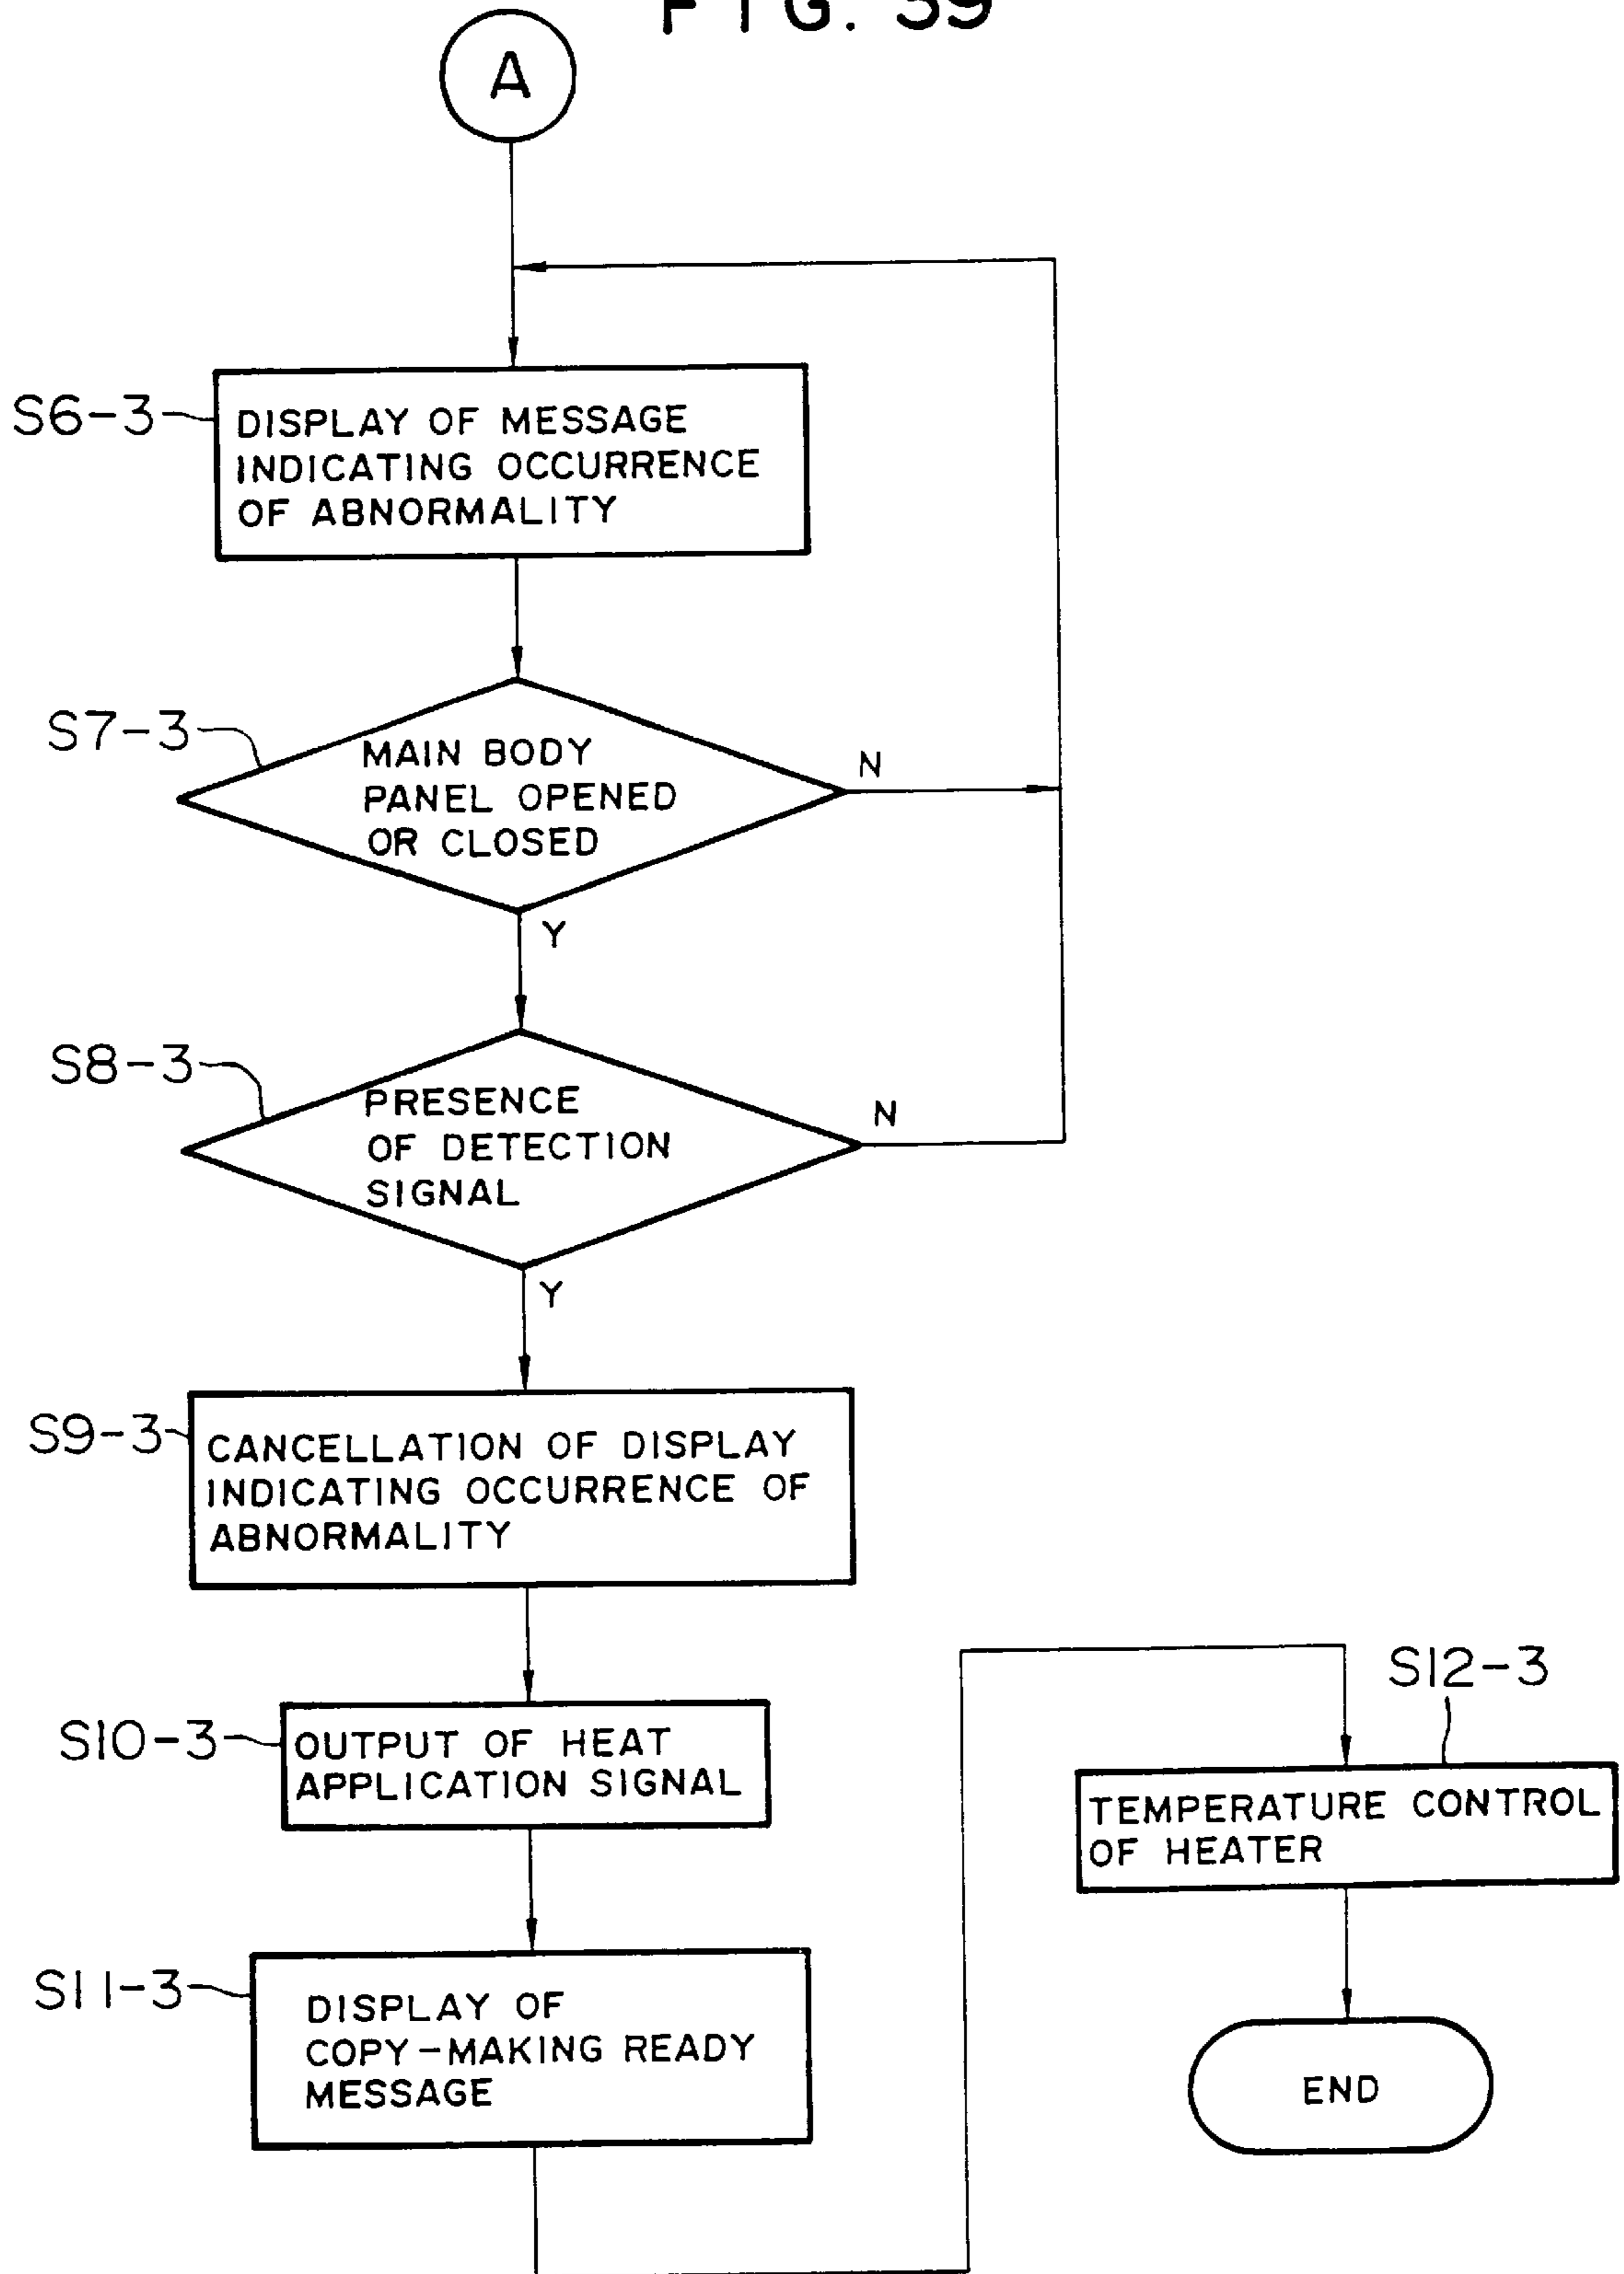 FIG. 39
A
S6-3
DISPLAY OF MESSAGE
INDICATING OCCURRENCE
OF ABNORMALITY
S7-3
MAIN BODY
PANEL OPENED
OR CLOSED
N
Y
S8-3
PRESENCE
OF DETECTION
SIGNAL
N
Y
S9-3
CANCELLATION OF DISPLAY
INDICATING OCCURRENCE OF
ABNORMALITY
S10-3
OUTPUT OF HEAT
APPLICATION SIGNAL
S11-3
DISPLAY OF
COPY-MAKING READY
MESSAGE
S12-3
TEMPERATURE CONTROL
OF HEATER
END